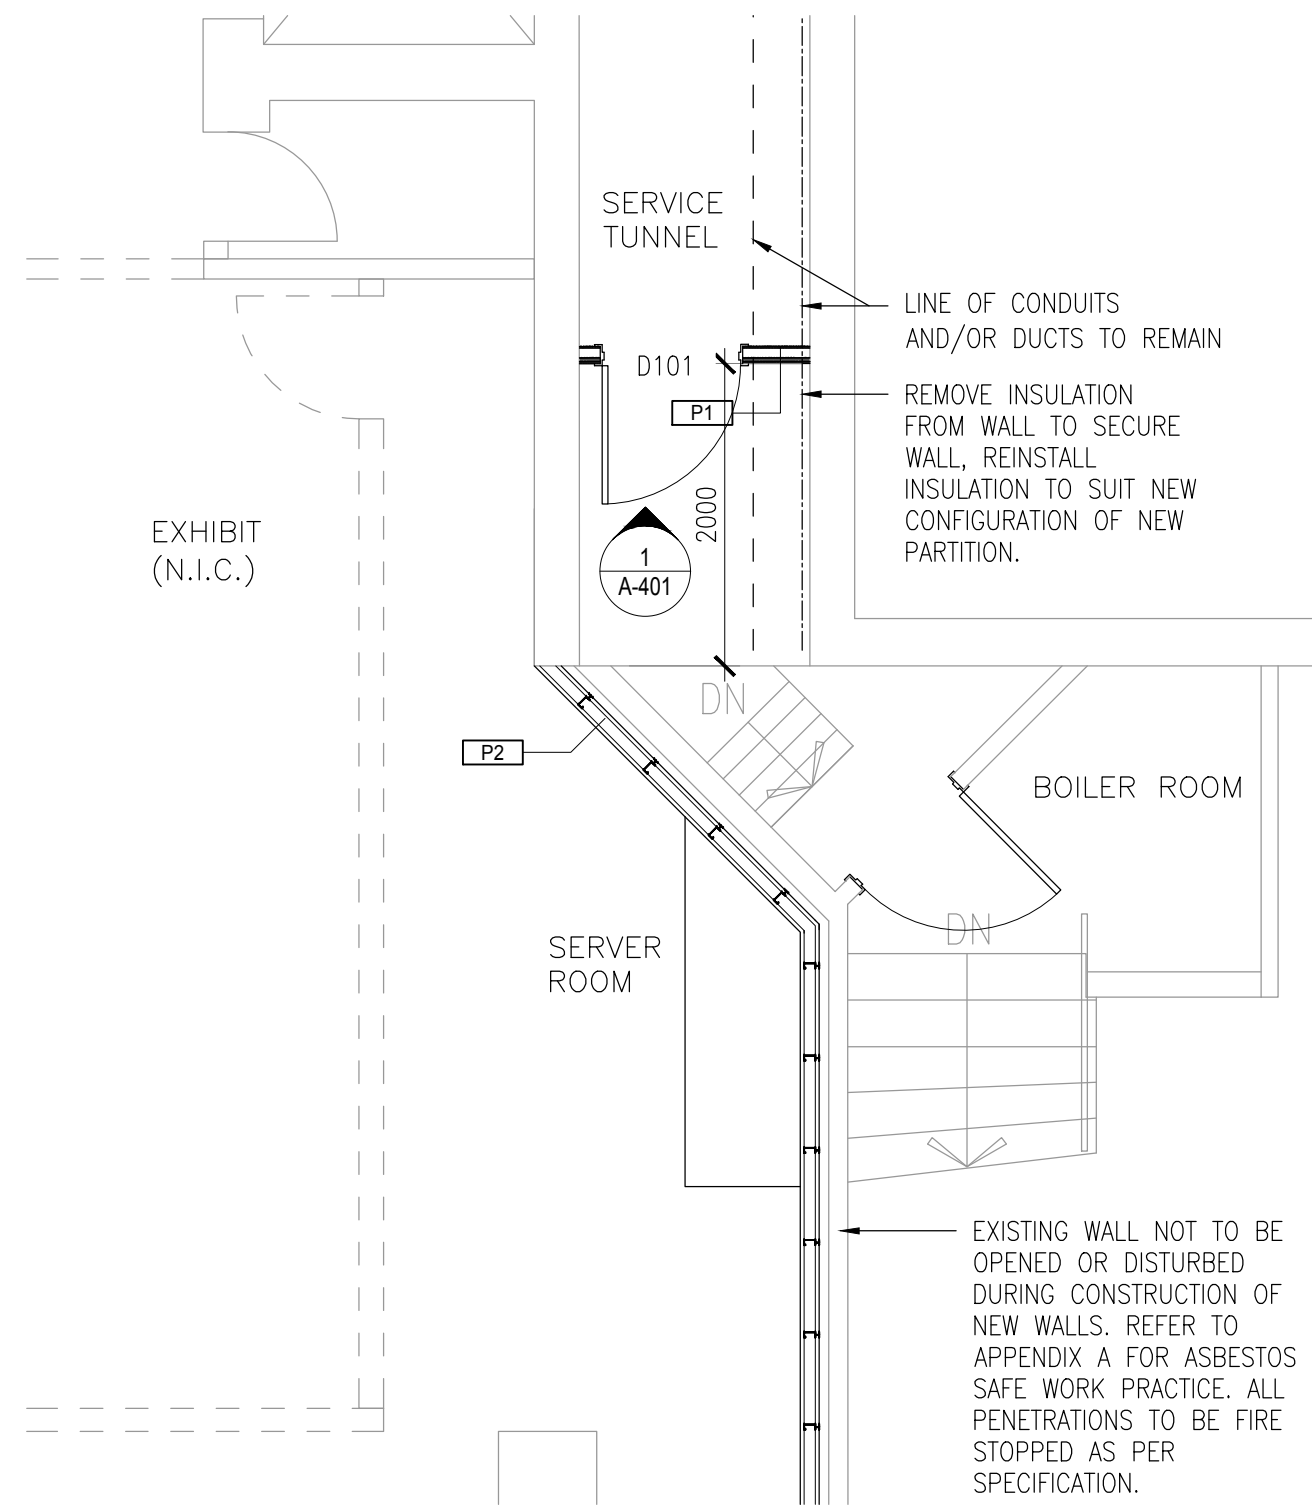 SERVICE
TUNNEL
LINE OF CONDUITS
AND/OR DUCTS TO REMAIN
D101
P1
REMOVE INSULATION
FROM WALL TO SECURE
WALL, REINSTALL
INSULATION TO SUIT NEW
CONFIGURATION OF NEW
PARTITION.
2000
EXHIBIT
(N.I.C.)
1
A-401
DN
P2
BOILER ROOM
SERVER
ROOM
DN
EXISTING WALL NOT TO BE
OPENED OR DISTURBED
DURING CONSTRUCTION OF
NEW WALLS. REFER TO
APPENDIX A FOR ASBESTOS
SAFE WORK PRACTICE. ALL
PENETRATIONS TO BE FIRE
STOPPED AS PER
SPECIFICATION.